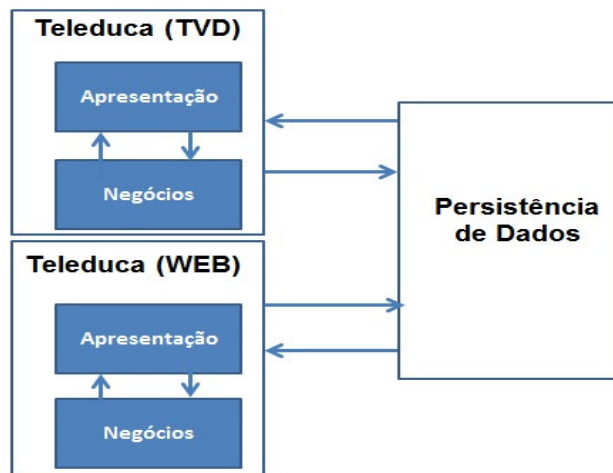 Teleduca (TVD)
Apresentação
Negócios
Teleduca (WEB)
Apresentação
Negócios
Persistência
de Dados